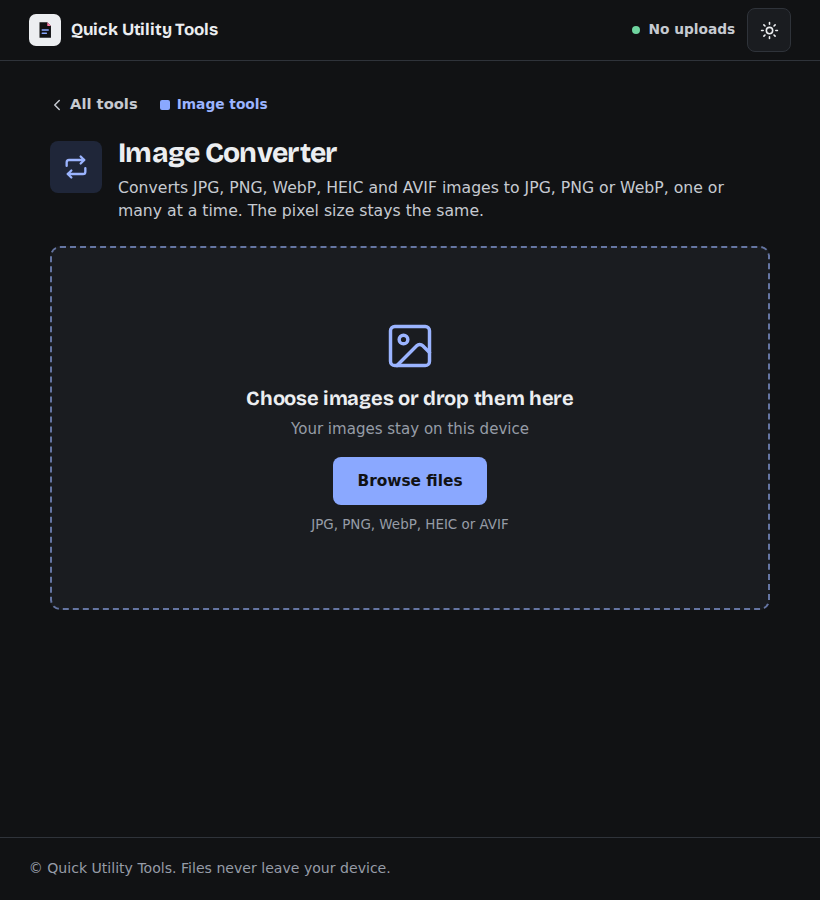 Quick Utility Tools
No uploads
All tools
Image tools
Image Converter
Converts JPG, PNG, WebP, HEIC and AVIF images to JPG, PNG or WebP, one or
many at a time. The pixel size stays the same.
Choose images or drop them here
Your images stay on this device
Browse files
JPG, PNG, WebP, HEIC or AVIF
© Quick Utility Tools. Files never leave your device.